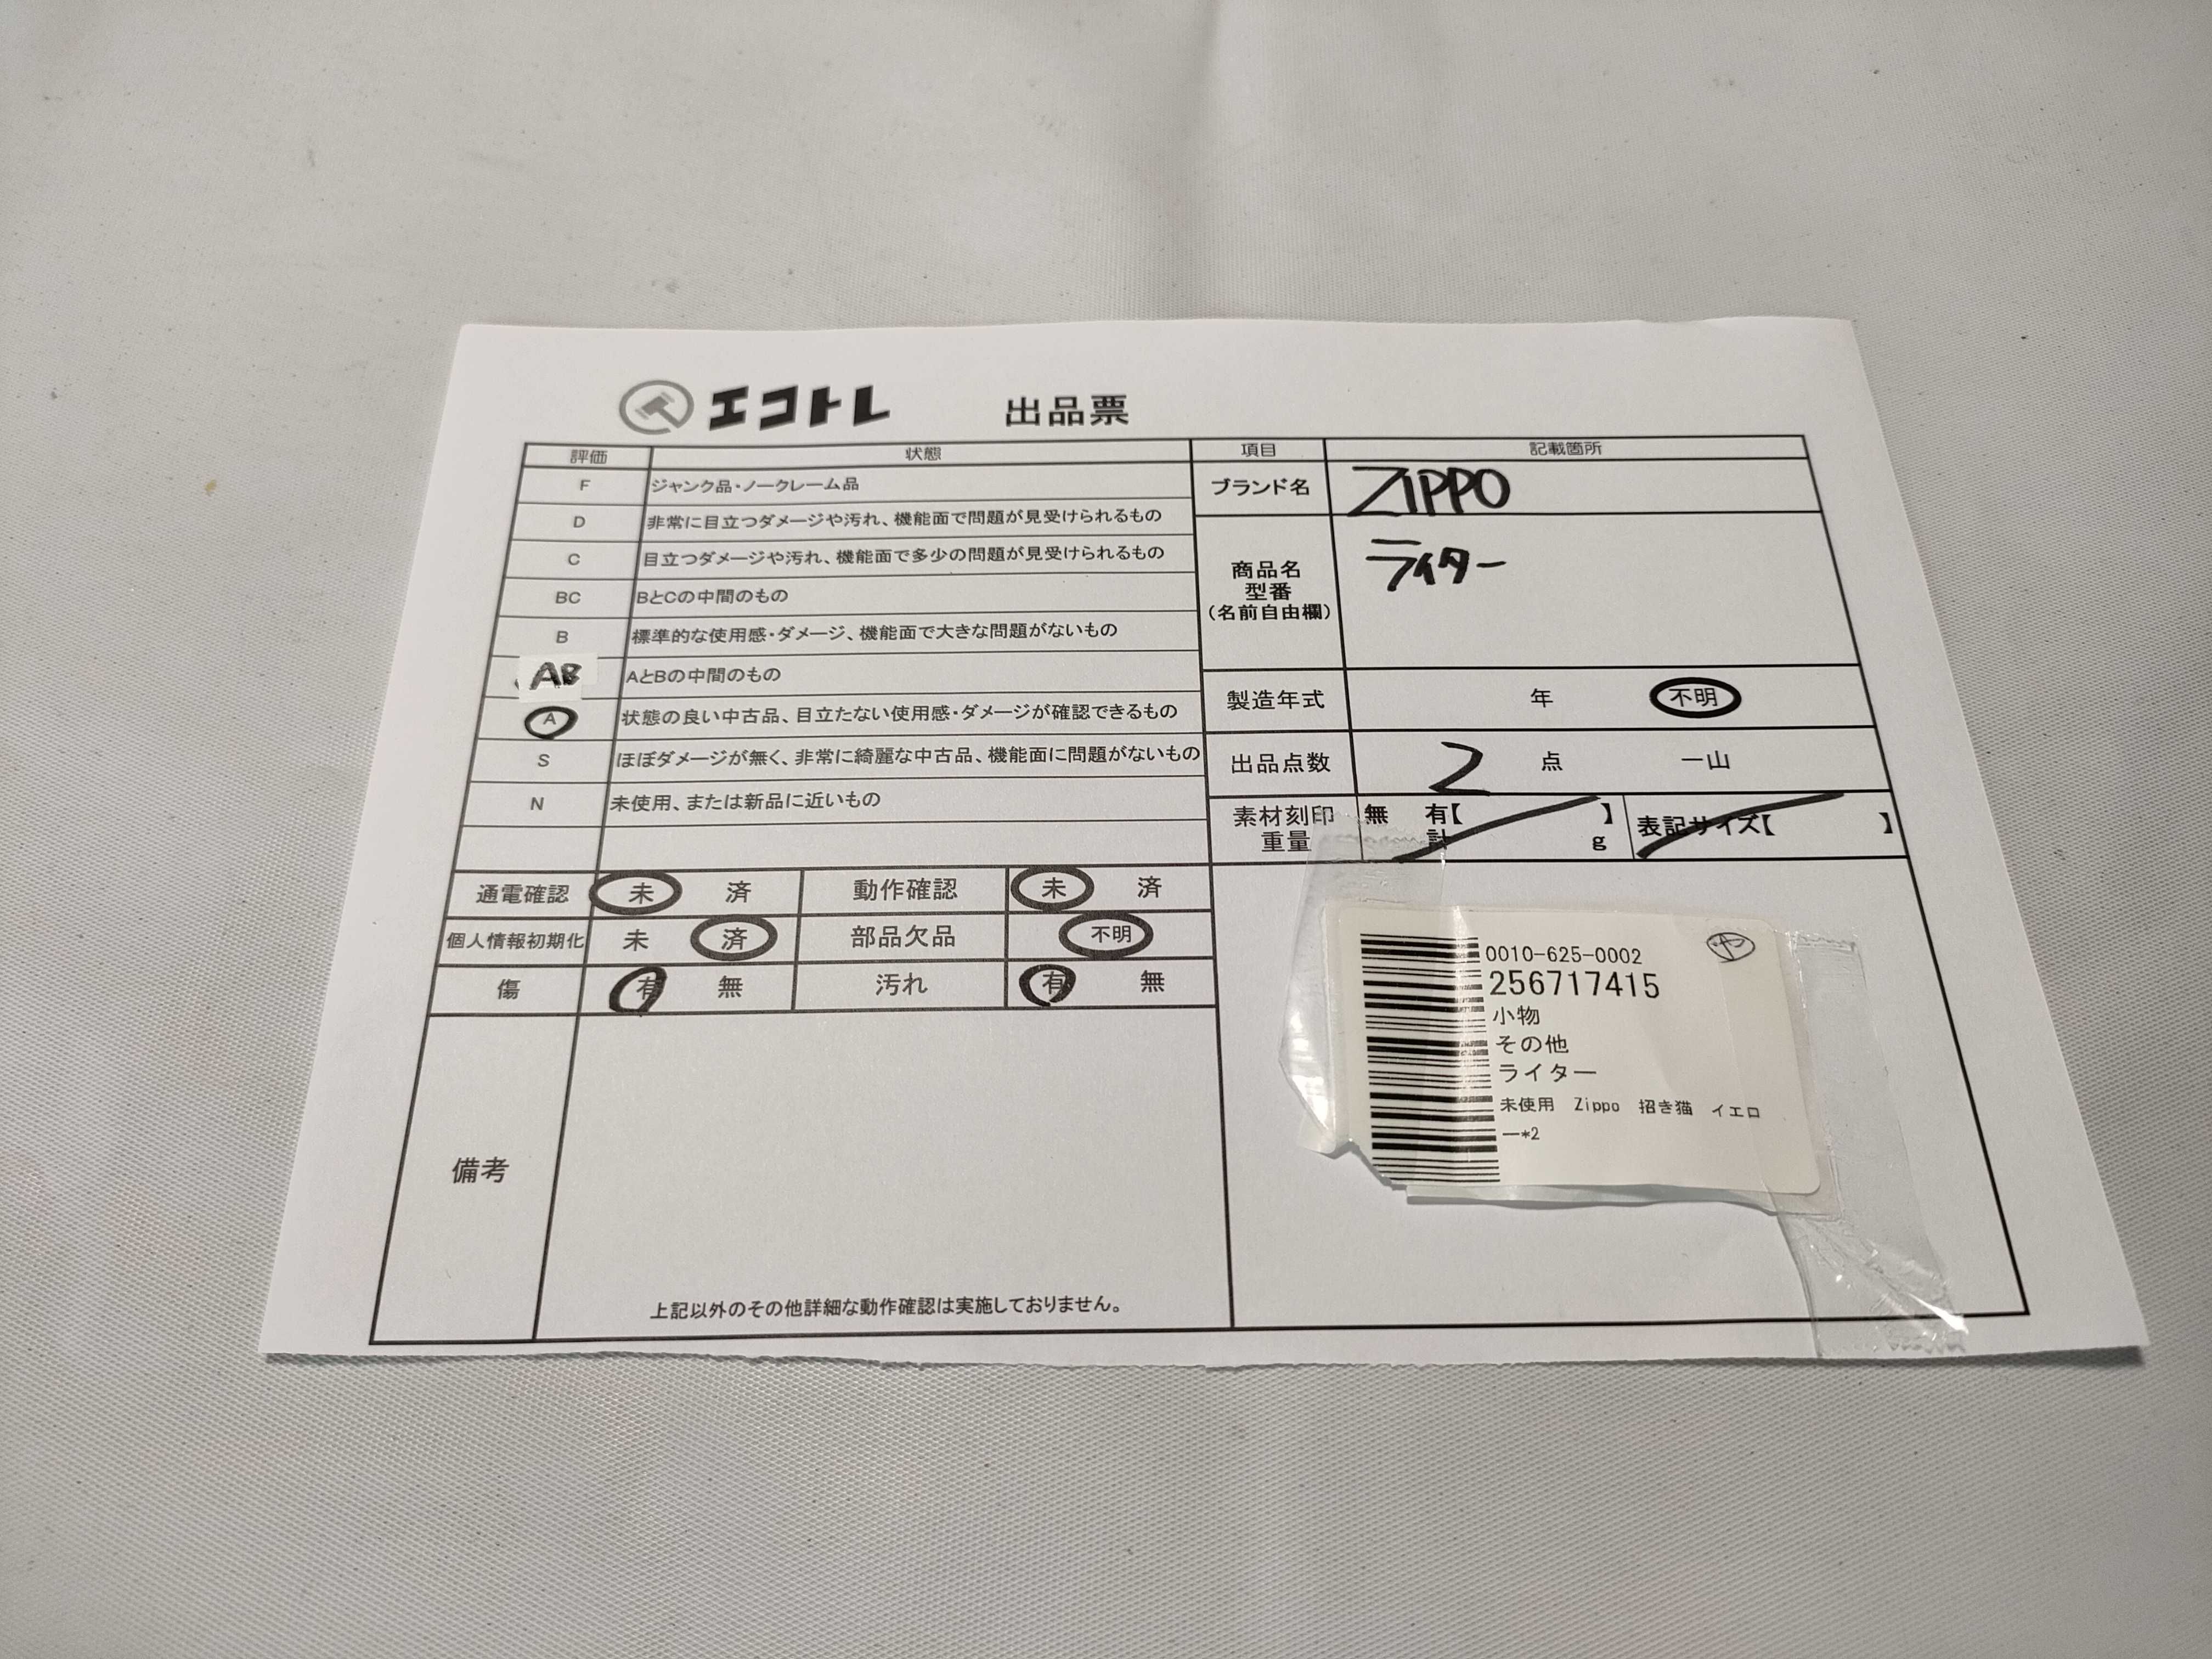 エコトレ 出品票
評価 状態
F ジャンク品・ノークレーム品
D 非常に目立つダメージや汚れ、機能面で問題が見受けられるもの
C 目立つダメージや汚れ、機能面で多少の問題が見受けられるもの
BC BとCの中間のもの
B 標準的な使用感・ダメージ、機能面で大きな問題がないもの
AB AとBの中間のもの
A 状態の良い中古品、目立たない使用感・ダメージが確認できるもの
S ほぼダメージが無く、非常に綺麗な中古品、機能面に問題がないもの
N 未使用、または新品に近いもの
項目 記載箇所
ブランド名 ZIPPO
商品名
型番
(名前自由欄)
ライター
製造年式 年 不明
出品点数 2 点 一山
素材刻印 無 有【 】
重量 計 g
表記サイズ【 】
通電確認 未 済 動作確認 未 済
個人情報初期化 未 済 部品欠品 不明
傷 有 無 汚れ 有 無
備考
上記以外のその他詳細な動作確認は実施しておりません。
0010-625-0002
256717415
小物
その他
ライター
未使用 Zippo 招き猫 イエロ
ー*2